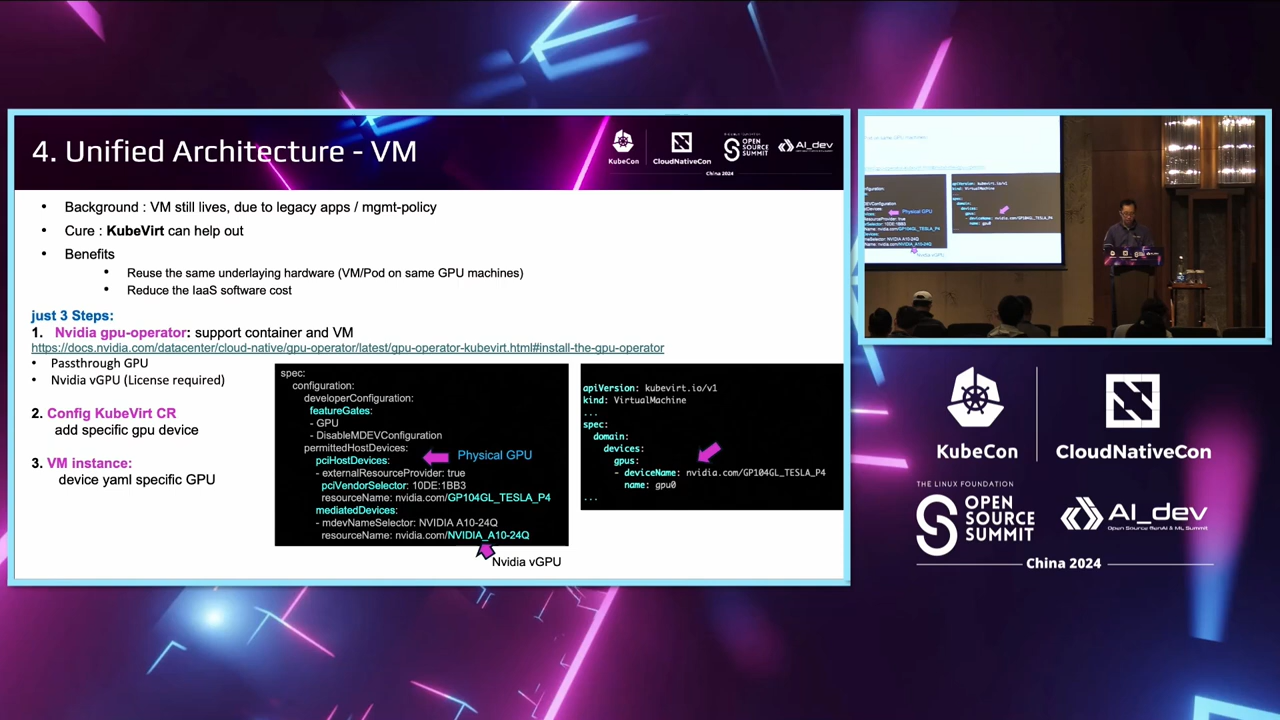 4. Unified Architecture - VM
KubeCon
CloudNativeCon
THE LINUX FOUNDATION
OPEN
SOURCE
SUMMIT
AI_dev
China 2024
• Background : VM still lives, due to legacy apps / mgmt-policy
• Cure : KubeVirt can help out
• Benefits
• Reuse the same underlaying hardware (VM/Pod on same GPU machines)
• Reduce the IaaS software cost
just 3 Steps:
1. Nvidia gpu-operator: support container and VM
https://docs.nvidia.com/datacenter/cloud-native/gpu-operator/latest/gpu-operator-kubevirt.html#install-the-gpu-operator
• Passthrough GPU
• Nvidia vGPU (License required)
2. Config KubeVirt CR
add specific gpu device
3. VM instance:
device yaml specific GPU
spec:
configuration:
developerConfiguration:
featureGates:
- GPU
- DisableMDEVConfiguration
permittedHostDevices:
pciHostDevices:
Physical GPU
- externalResourceProvider: true
pciVendorSelector: 10DE:1BB3
resourceName: nvidia.com/GP104GL_TESLA_P4
mediatedDevices:
- mdevNameSelector: NVIDIA A10-24Q
resourceName: nvidia.com/NVIDIA_A10-24Q
Nvidia vGPU
apiVersion: kubevirt.io/v1
kind: VirtualMachine
...
spec:
domain:
devices:
gpus:
- deviceName: nvidia.com/GP104GL_TESLA_P4
name: gpu0
...
KubeCon
CloudNativeCon
THE LINUX FOUNDATION
OPEN
SOURCE
SUMMIT
AI_dev
Open Source GenAI & ML Summit
China 2024